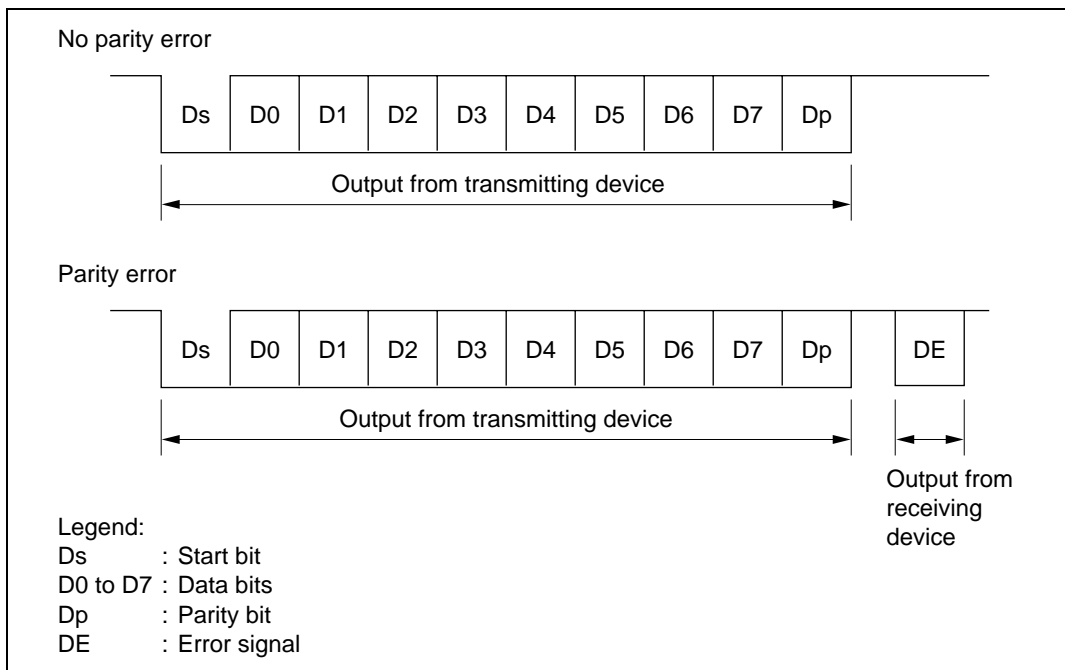 No parity error
Ds D0 D1 D2 D3 D4 D5 D6 D7 Dp
Output from transmitting device
Parity error
Ds D0 D1 D2 D3 D4 D5 D6 D7 Dp DE
Output from transmitting device
Output from
receiving
device
Legend:
Ds : Start bit
D0 to D7 : Data bits
Dp : Parity bit
DE : Error signal